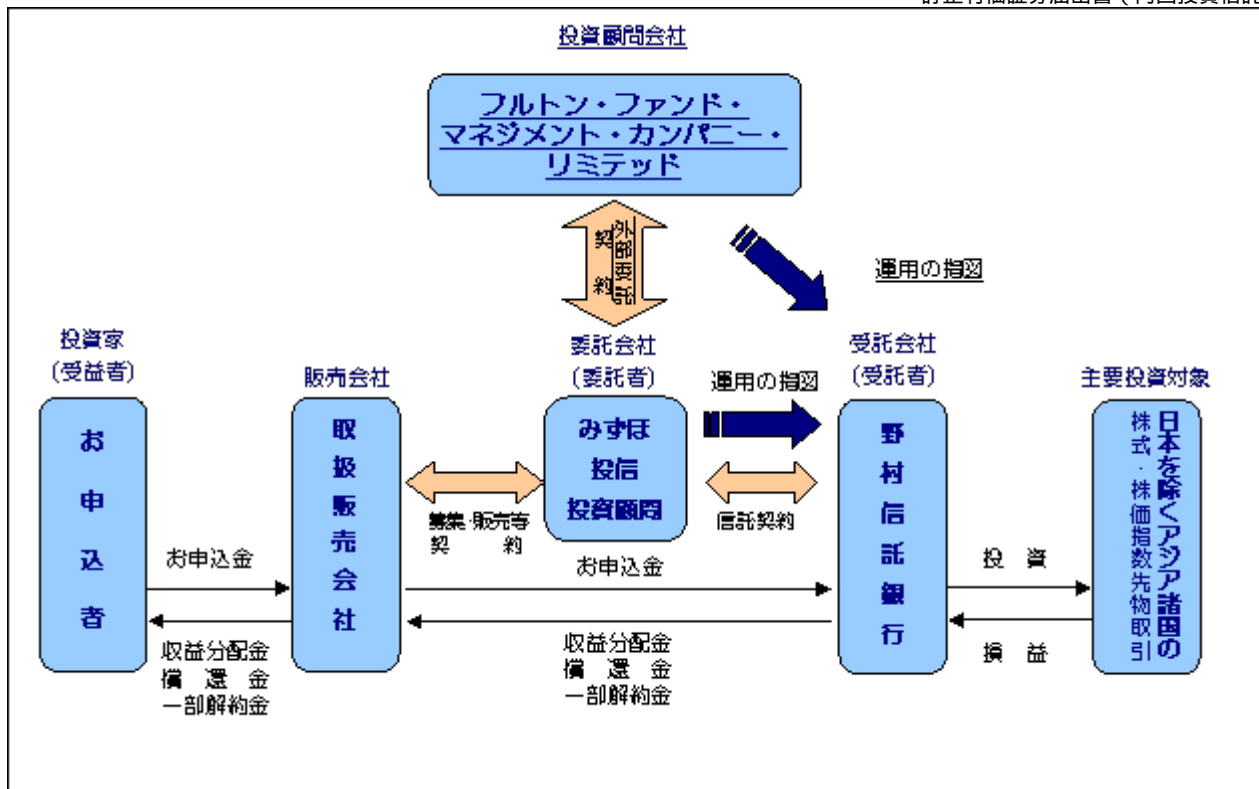 投資顧問会社
フルトン・ファンド・
マネジメント・カンパニー・
リミテッド
外部委託
契約
運用の指図
投資家
(受益者)
お申込者
販売会社
取扱販売会社
委託会社
(委託者)
みずほ
投信
投資顧問
運用の指図
受託会社
(受託者)
野村信託銀行
主要投資対象
日本を除くアジア諸国の
株式・株価指数先物取引
募集・販売等
契約
信託契約
お申込金
お申込金
投資
収益分配金
償還金
一部解約金
収益分配金
償還金
一部解約金
損益